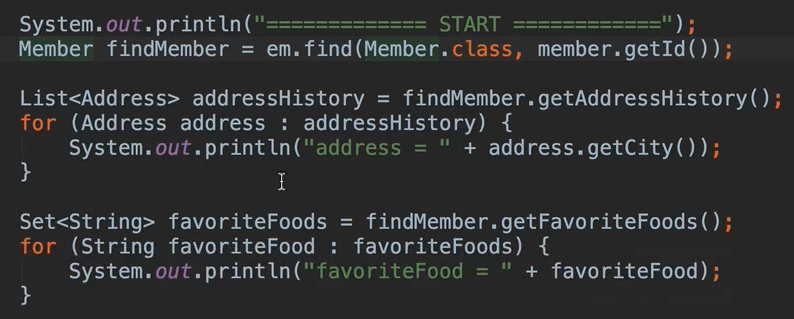 System.out.println("============= START ============");
Member findMember = em.find(Member.class, member.getId());
List<Address> addressHistory = findMember.getAddressHistory();
for (Address address : addressHistory) {
System.out.println("address = " + address.getCity());
}
Set<String> favoriteFoods = findMember.getFavoriteFoods();
for (String favoriteFood : favoriteFoods) {
System.out.println("favoriteFood = " + favoriteFood);
}